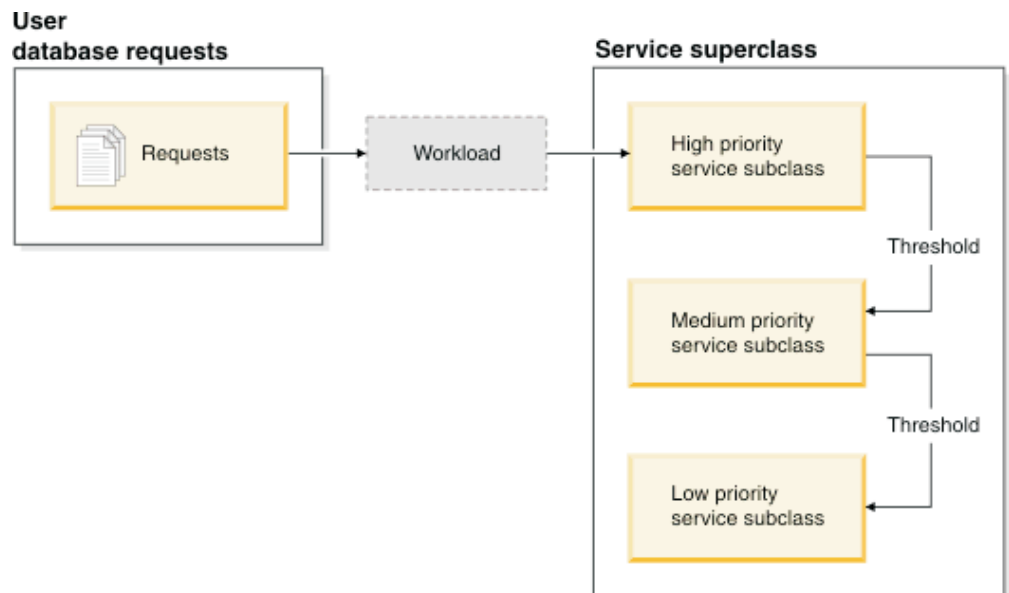 User
database requests
Requests
Workload
Service superclass
High priority
service subclass
Threshold
Medium priority
service subclass
Threshold
Low priority
service subclass